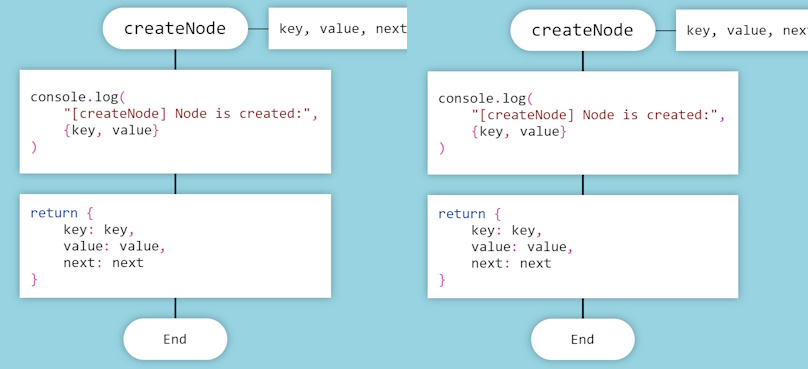 createNode
key, value, next
console.log(
"[createNode] Node is created:",
{key, value}
)
return {
key: key,
value: value,
next: next
}
End
createNode
key, value,
console.log(
"[createNode] Node is created:",
{key, value}
)
return {
key: key,
value: value,
next: next
}
End